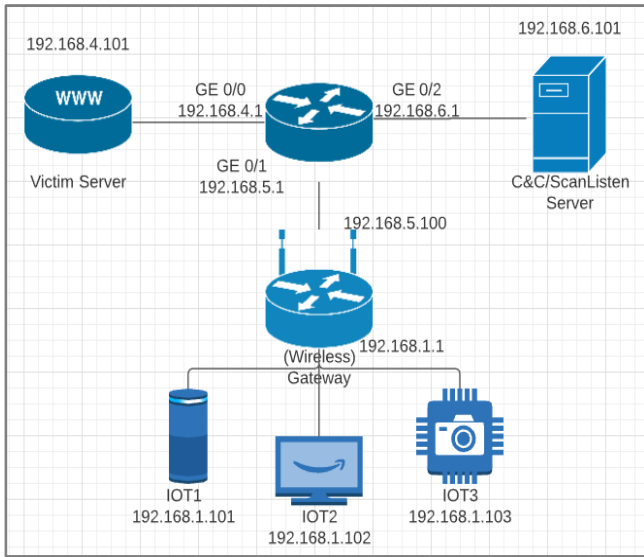 192.168.6.101
192.168.4.101
WWW
GE 0/0
192.168.4.1
GE 0/2
192.168.6.1
Victim Server
GE 0/1
192.168.5.1
C&C/ScanListen
Server
192.168.5.100
192.168.1.1
(Wireless)
Gateway
IOT1
192.168.1.101
IOT2
192.168.1.102
IOT3
192.168.1.103